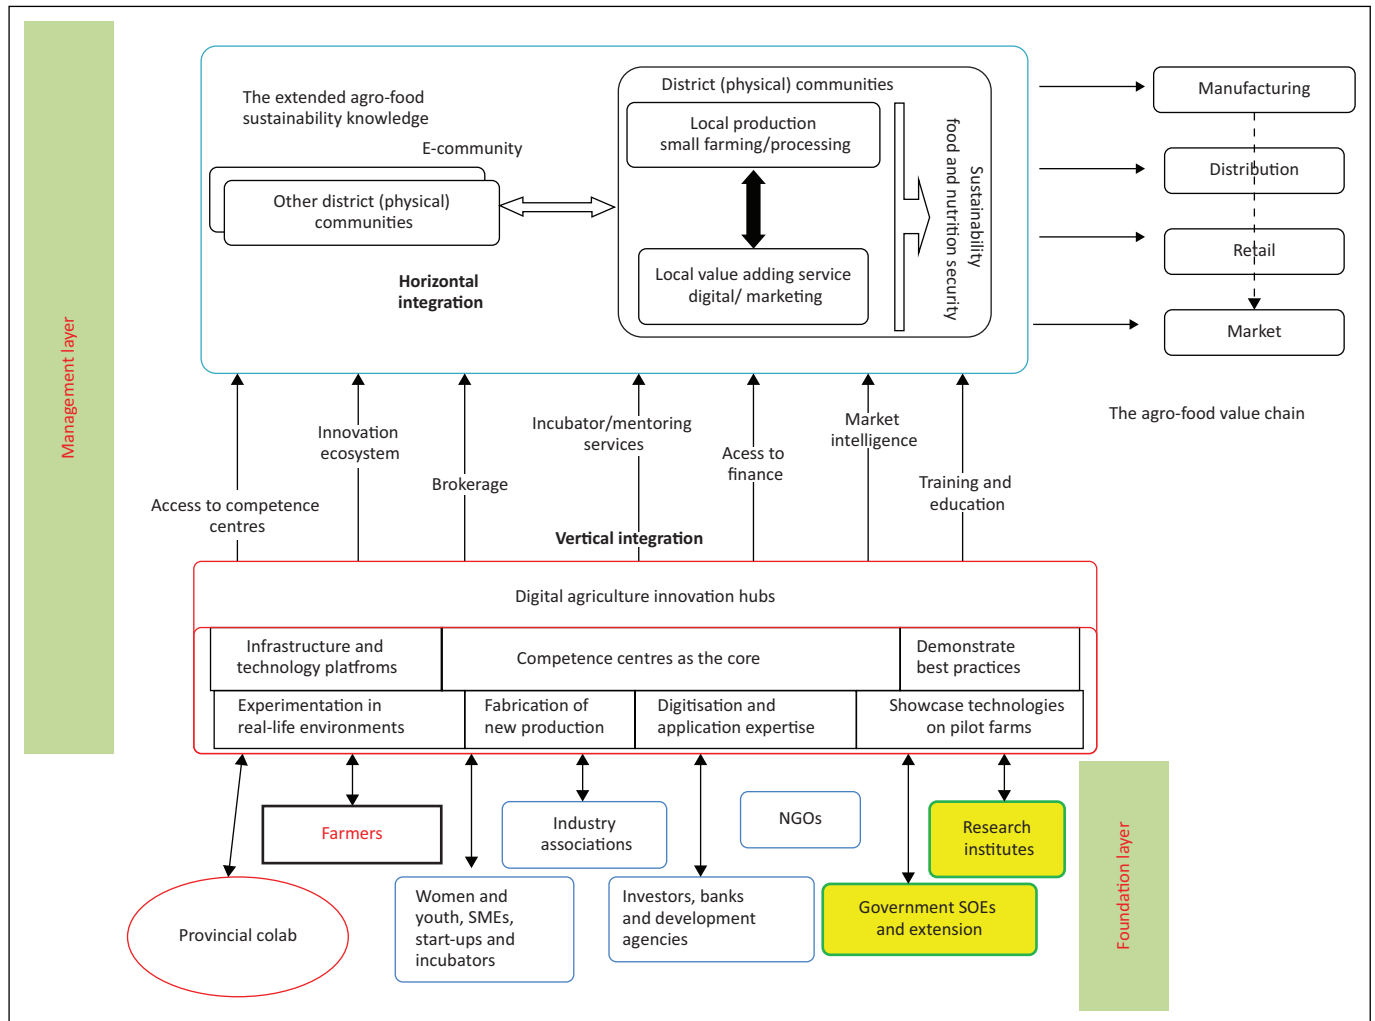 Management layer
The extended agro-food
sustainability knowledge
E-community
Other district (physical)
communities
Horizontal
integration
District (physical) communities
Local production
small farming/processing
Local value adding service
digital/ marketing
Sustainability
food and nutrition security
Manufacturing
Distribution
Retail
Market
The agro-food value chain
Access to competence
centres
Innovation
ecosystem
Brokerage
Incubator/mentoring
services
Acess to
finance
Market
intelligence
Training and
education
Vertical integration
Digital agriculture innovation hubs
Infrastructure and
technology platfroms
Competence centres as the core
Demonstrate
best practices
Experimentation in
real-life environments
Fabrication of
new production
Digitisation and
application expertise
Showcase technologies
on pilot farms
Provincial colab
Farmers
Women and
youth, SMEs,
start-ups and
incubators
Industry
associations
Investors, banks
and development
agencies
NGOs
Government SOEs
and extension
Research
institutes
Foundation layer